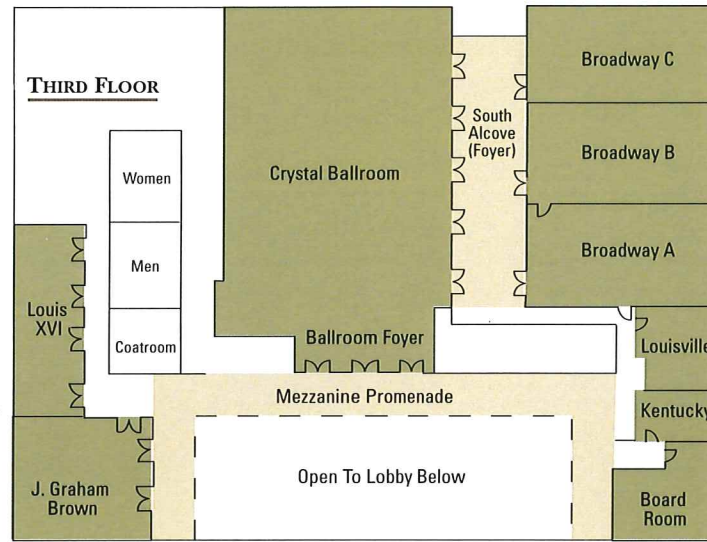 THIRD FLOOR
Broadway C
South
Alcove
(Foyer)
Broadway B
Crystal Ballroom
Women
Men
Broadway A
Louis
XVI
Coatroom
Ballroom Foyer
Louisville
Mezzanine Promenade
Kentucky
Open To Lobby Below
J. Graham
Brown
Board
Room